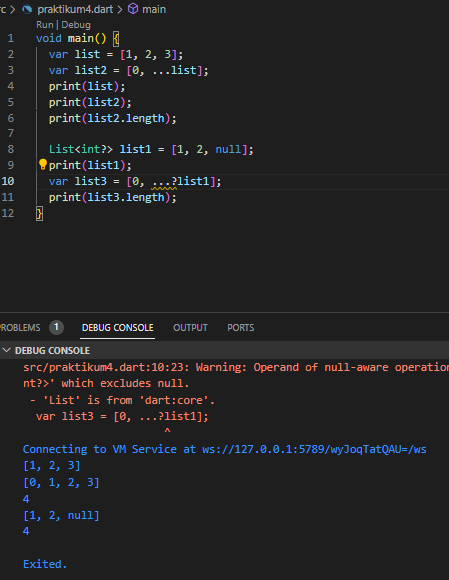 src > praktikum4.dart > main
Run | Debug
1 void main() {
2 var list = [1, 2, 3];
3 var list2 = [0, ...list];
4 print(list);
5 print(list2);
6 print(list2.length);
7
8 List<int?> list1 = [1, 2, null];
9 print(list1);
10 var list3 = [0, ...?list1];
11 print(list3.length);
12 }
PROBLEMS 1 DEBUG CONSOLE OUTPUT PORTS
DEBUG CONSOLE
src/praktikum4.dart:10:23: Warning: Operand of null-aware operation
nt?>' which excludes null.
- 'List' is from 'dart:core'.
var list3 = [0, ...?list1];
^
Connecting to VM Service at ws://127.0.0.1:5789/wyJoqTatQAU=/ws
[1, 2, 3]
[0, 1, 2, 3]
4
[1, 2, null]
4
Exited.